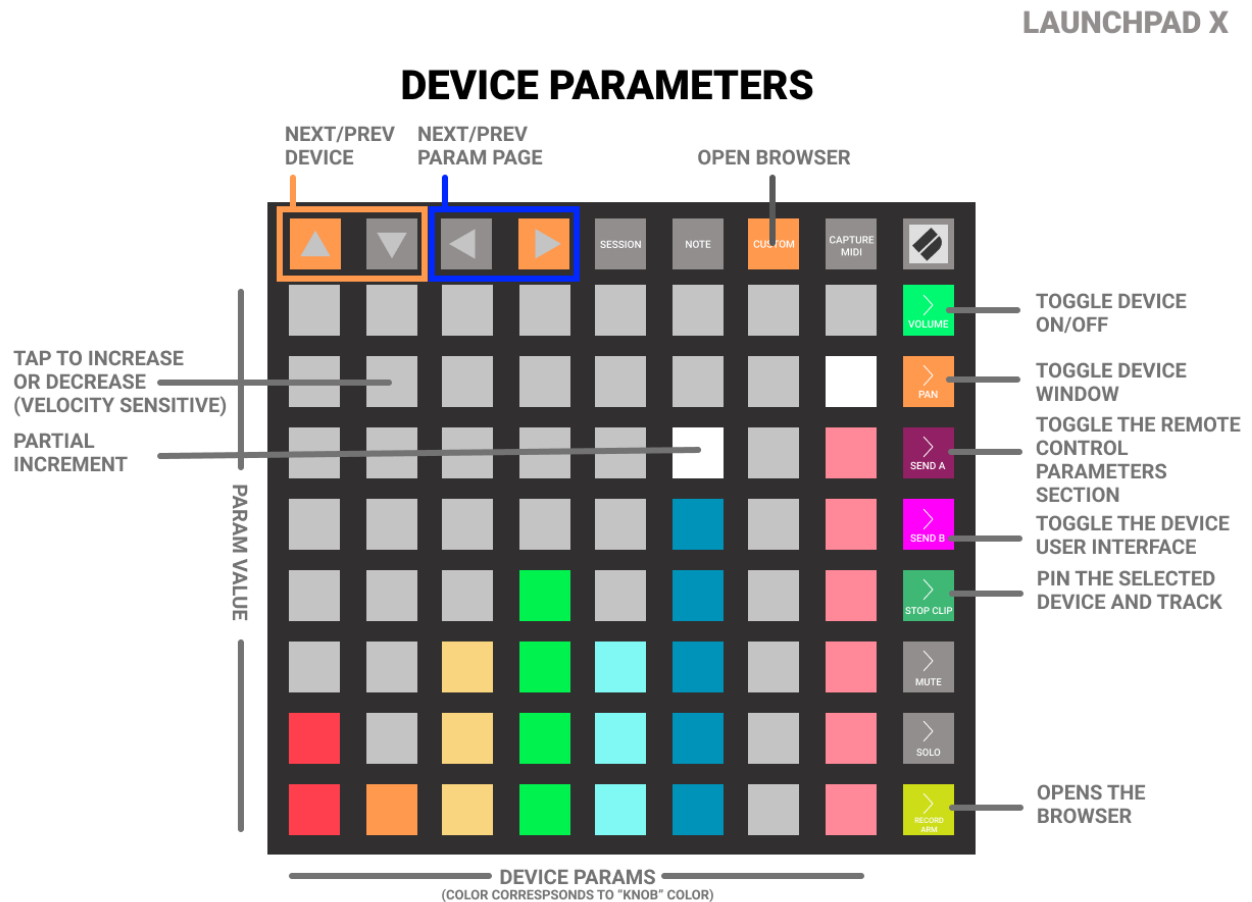 LAUNCHPAD X
DEVICE PARAMETERS
NEXT/PREV
DEVICE
NEXT/PREV
PARAM PAGE
OPEN BROWSER
SESSION
NOTE
CUSTOM
CAPTURE
MIDI
VOLUME
TOGGLE DEVICE
ON/OFF
TAP TO INCREASE
OR DECREASE
(VELOCITY SENSITIVE)
PAN
TOGGLE DEVICE
WINDOW
PARTIAL
INCREMENT
SEND A
TOGGLE THE REMOTE
CONTROL
PARAMETERS
SECTION
PARAM VALUE
SEND B
TOGGLE THE DEVICE
USER INTERFACE
STOP CLIP
PIN THE SELECTED
DEVICE AND TRACK
MUTE
SOLO
RECORD
ARM
OPENS THE
BROWSER
DEVICE PARAMS
(COLOR CORRESPSONDS TO “KNOB” COLOR)